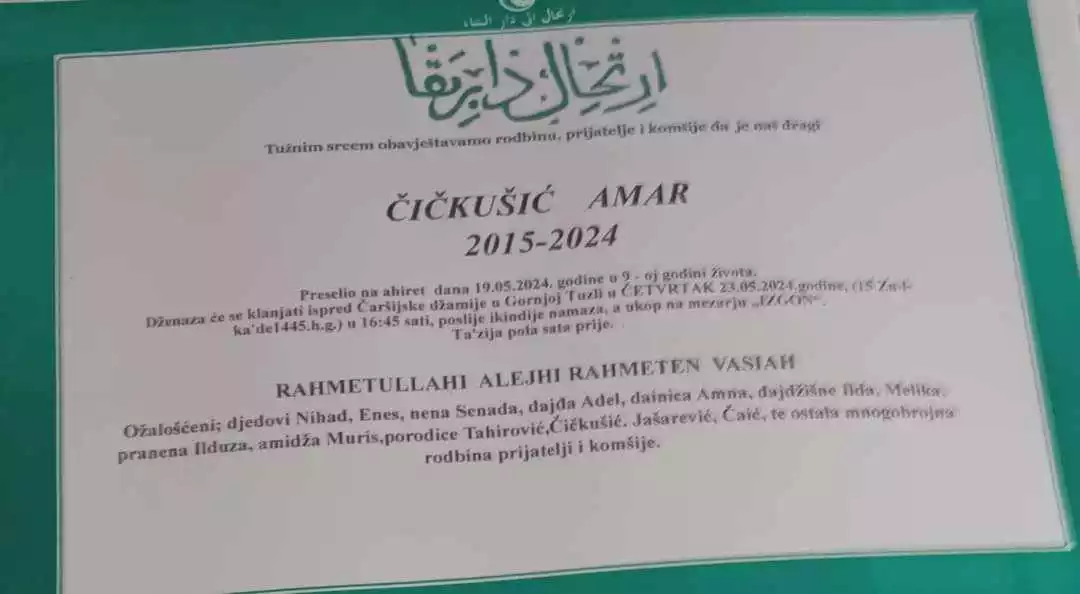 ارتحال الى دار البقاء
ارتحال دار بقا
Tužnim srcem obavještavamo rodbinu, prijatelje i komšije da je naš dragi
ČIČKUŠIĆ AMAR
2015-2024
Preselio na ahiret dana 19.05.2024. godine u 9 - oj godini života.
Dženaza će se klanjati ispred Čaršijske džamije u Gornjoj Tuzli u ČETVRTAK 23.05.2024.godine, (15 Zu-l-
ka'de1445.h.g.) u 16:45 sati, poslije ikindije namaza, a ukop na mezarju „IZGON“.
Ta'zija pola sata prije.
RAHMETULLAHI ALEJHI RAHMETEN VASIAH
Ožalošćeni; djedovi Nihad, Enes, nena Senada, dajđa Adel, dainica Amna, dajdžišne Ilda, Melika,
pranena Ilduza, amidža Muris,porodice Tahirović,Čičkušić, Jašarević, Čaić, te ostala mnogobrojna
rodbina prijatelji i komšije.